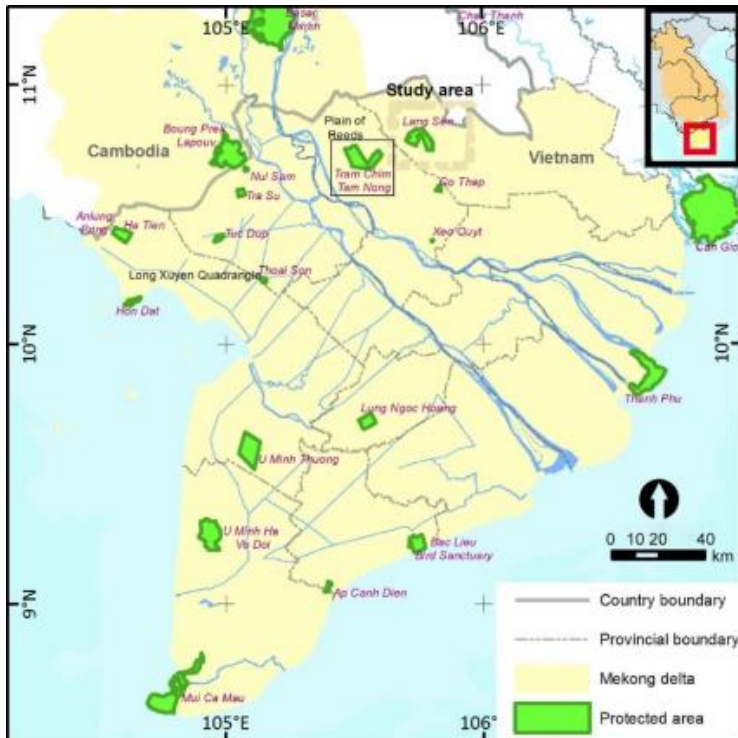 105°E
106°E
Chau Thanh
11°N
Study area
Boung Prek
Lapouv
Plain of
Reeds
Lang Sen
Cambodia
Vietnam
Nui Sam
Tram Chim
Tam Nong
Tra Su
Go Thap
Anlung
Pring
Ha Tien
Tuc Dup
Xeo Quyt
Can Gio
Long Xuyen Quadrangle
Thoai Son
Hon Dat
10°N
10°N
Thanh Phu
Lung Ngoc Hoang
U Minh Thuong
U Minh Ha
Vo Doi
Bac Lieu
Bird Sanctuary
0 10 20 40
km
Ap Canh Dien
9°N
Country boundary
Provincial boundary
Mekong delta
Mui Ca Mau
Protected area
105°E
106°